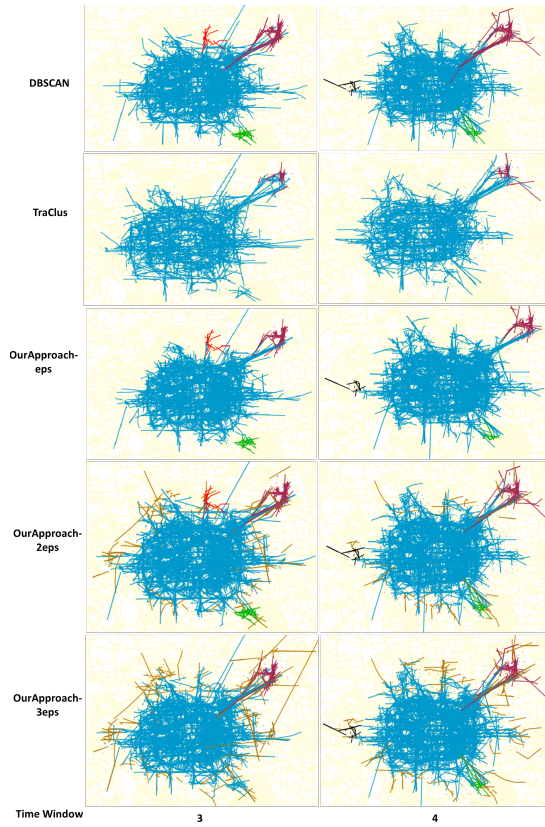 DBSCAN
TraClus
OurApproach-
eps
OurApproach-
2eps
OurApproach-
3eps
Time Window 3 4